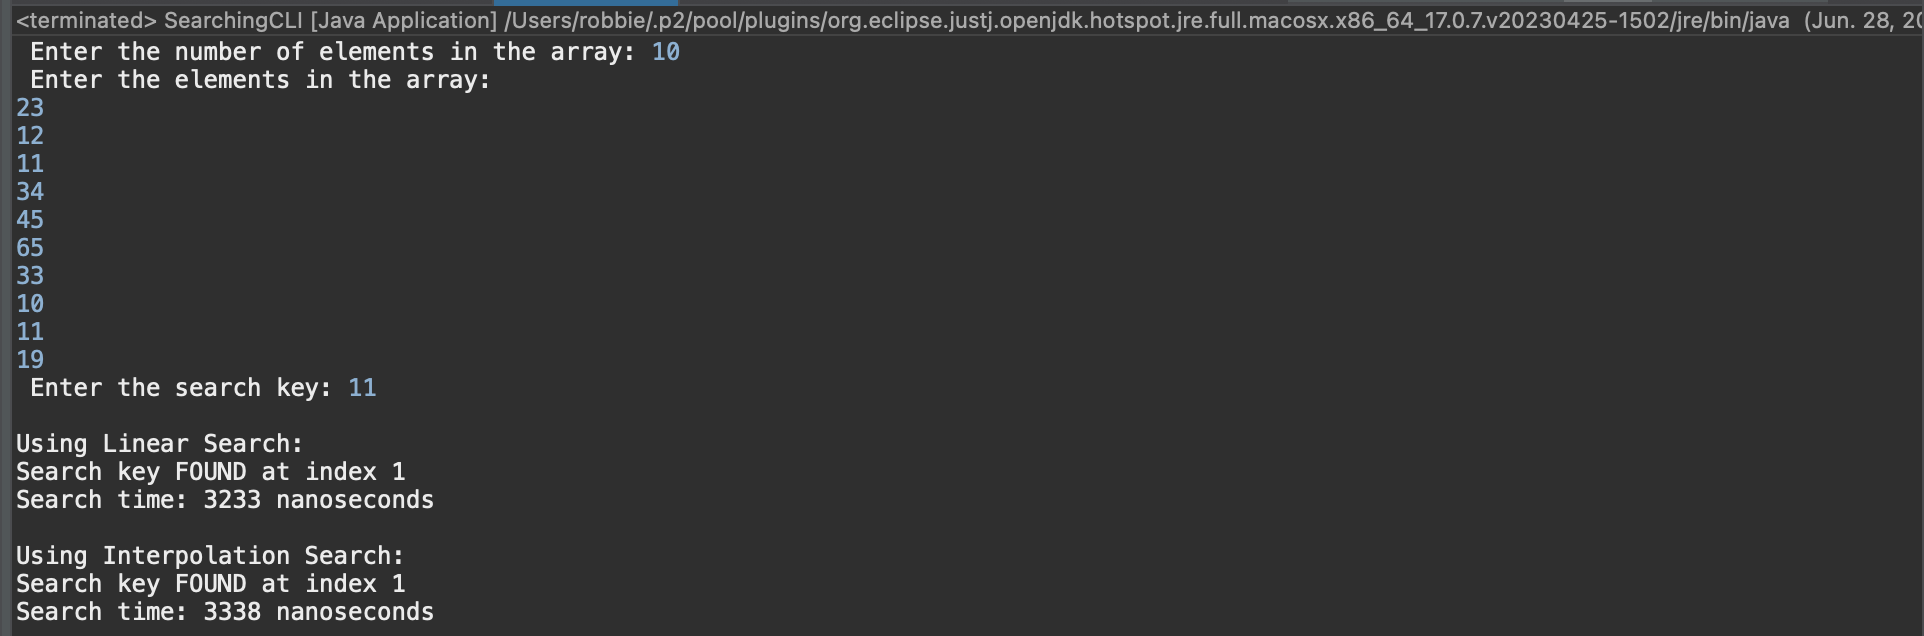 <terminated> SearchingCLI [Java Application] /Users/robbie/.p2/pool/plugins/org.eclipse.justj.openjdk.hotspot.jre.full.macosx.x86_64_17.0.7.v20230425-1502/jre/bin/java (Jun. 28, 20
Enter the number of elements in the array: 10
Enter the elements in the array:
23
12
11
34
45
65
33
10
11
19
Enter the search key: 11
Using Linear Search:
Search key FOUND at index 1
Search time: 3233 nanoseconds
Using Interpolation Search:
Search key FOUND at index 1
Search time: 3338 nanoseconds